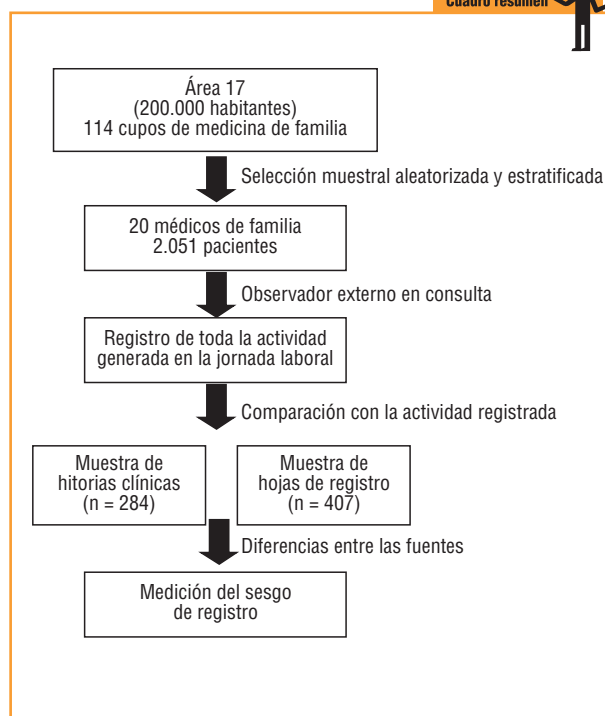 Cuadro resumen
Área 17
(200.000 habitantes)
114 cupos de medicina de familia
Selección muestral aleatorizada y estratificada
20 médicos de familia
2.051 pacientes
Observador externo en consulta
Registro de toda la actividad
generada en la jornada laboral
Comparación con la actividad registrada
Muestra de
hitorias clínicas
(n = 284)
Muestra de
hojas de registro
(n = 407)
Diferencias entre las fuentes
Medición del sesgo
de registro